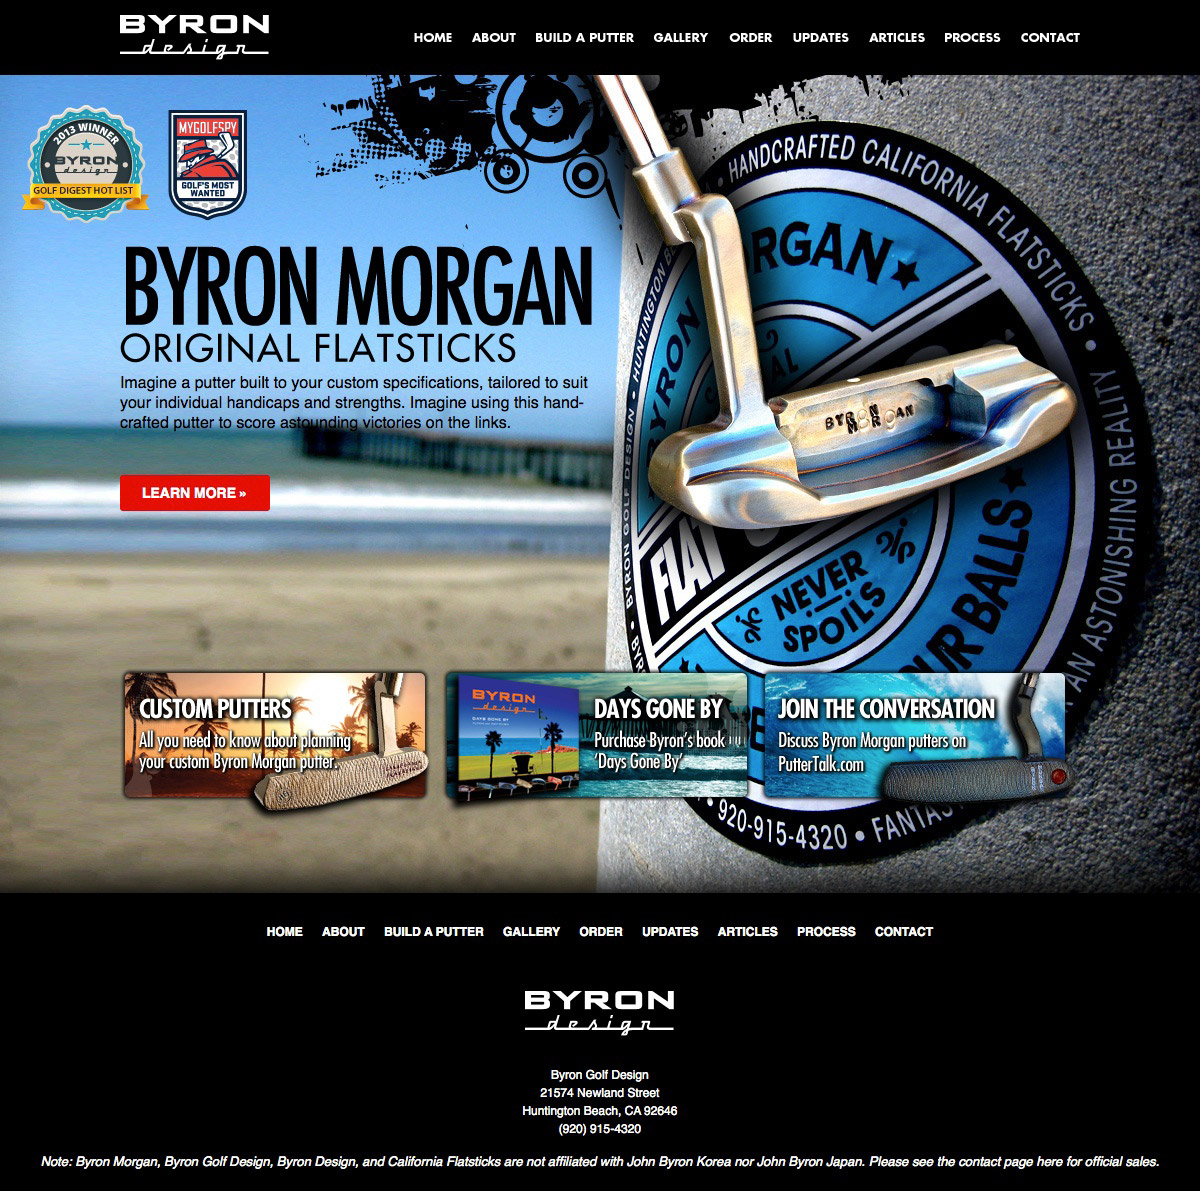 BYRON
design
HOME ABOUT BUILD A PUTTER GALLERY ORDER UPDATES ARTICLES PROCESS CONTACT
2013 WINNER
BYRON
design
GOLF DIGEST HOT LIST
MYGOLFSPY
GOLF'S MOST
WANTED
BYRON MORGAN
ORIGINAL FLATSTICKS
Imagine a putter built to your custom specifications, tailored to suit
your individual handicaps and strengths. Imagine using this hand-
crafted putter to score astounding victories on the links.
LEARN MORE »
• HANDCRAFTED CALIFORNIA FLATSTICKS •
AN ASTONISHING REALITY
• BYRON GOLF DESIGN • HUNTINGTON
RGAN
BYRON
BYRON
MORGAN
FLAT
NEVER
SPOILS
UR BALLS
• 920-915-4320 • FANTAS
CUSTOM PUTTERS
All you need to know about planning
your custom Byron Morgan putter.
BYRON
design
DAYS GONE BY
DAYS GONE BY
Purchase Byron's book
'Days Gone By'
JOIN THE CONVERSATION
Discuss Byron Morgan putters on
PutterTalk.com
HOME ABOUT BUILD A PUTTER GALLERY ORDER UPDATES ARTICLES PROCESS CONTACT
BYRON
design
Byron Golf Design
21574 Newland Street
Huntington Beach, CA 92646
(920) 915-4320
Note: Byron Morgan, Byron Golf Design, Byron Design, and California Flatsticks are not affiliated with John Byron Korea nor John Byron Japan. Please see the contact page here for official sales.